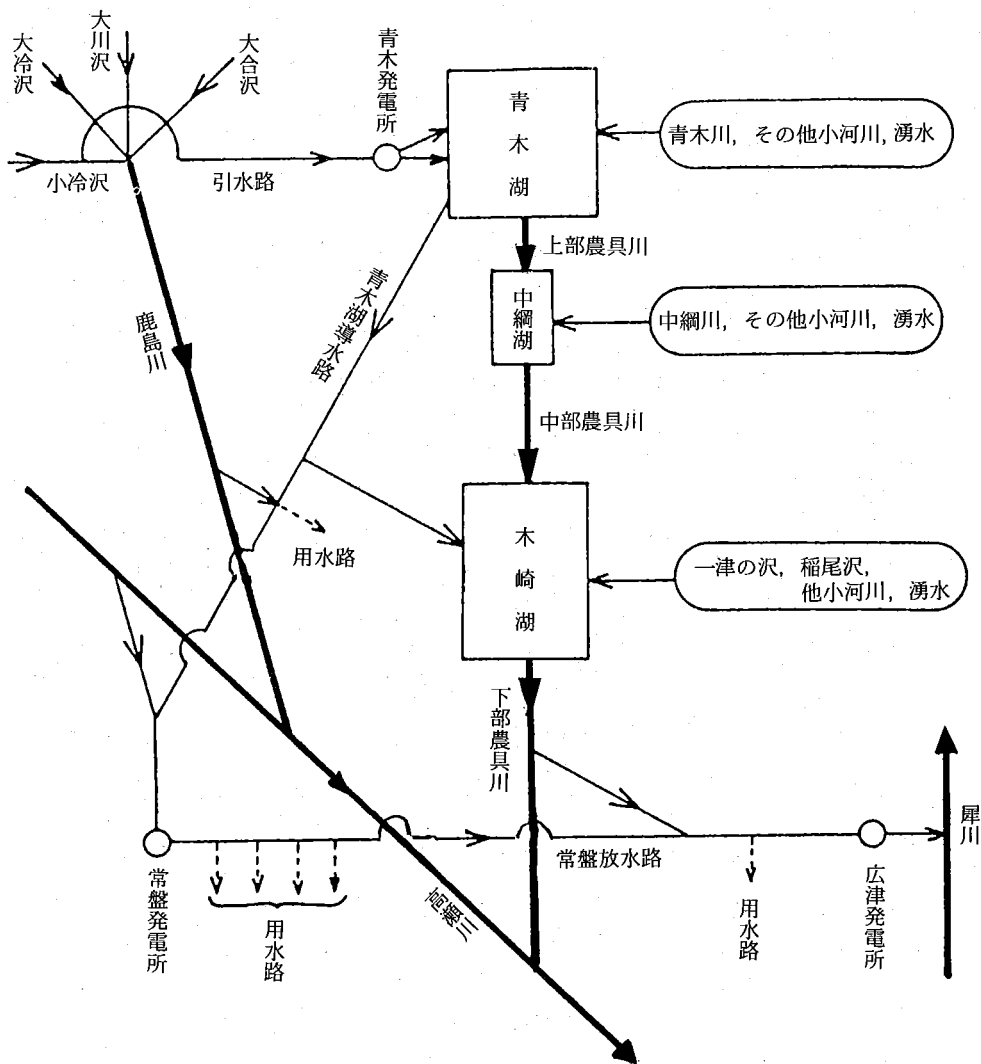 大冷沢
大川沢
大合沢
小冷沢
引水路
青木発電所
青木湖
青木川，その他小河川，湧水
上部農具川
中綱湖
中綱川，その他小河川，湧水
青木湖導水路
鹿島川
中部農具川
用水路
木崎湖
一津の沢，稲尾沢，
他小河川，湧水
下部農具川
常盤発電所
用水路
高瀬川
常盤放水路
用水路
広津発電所
犀川